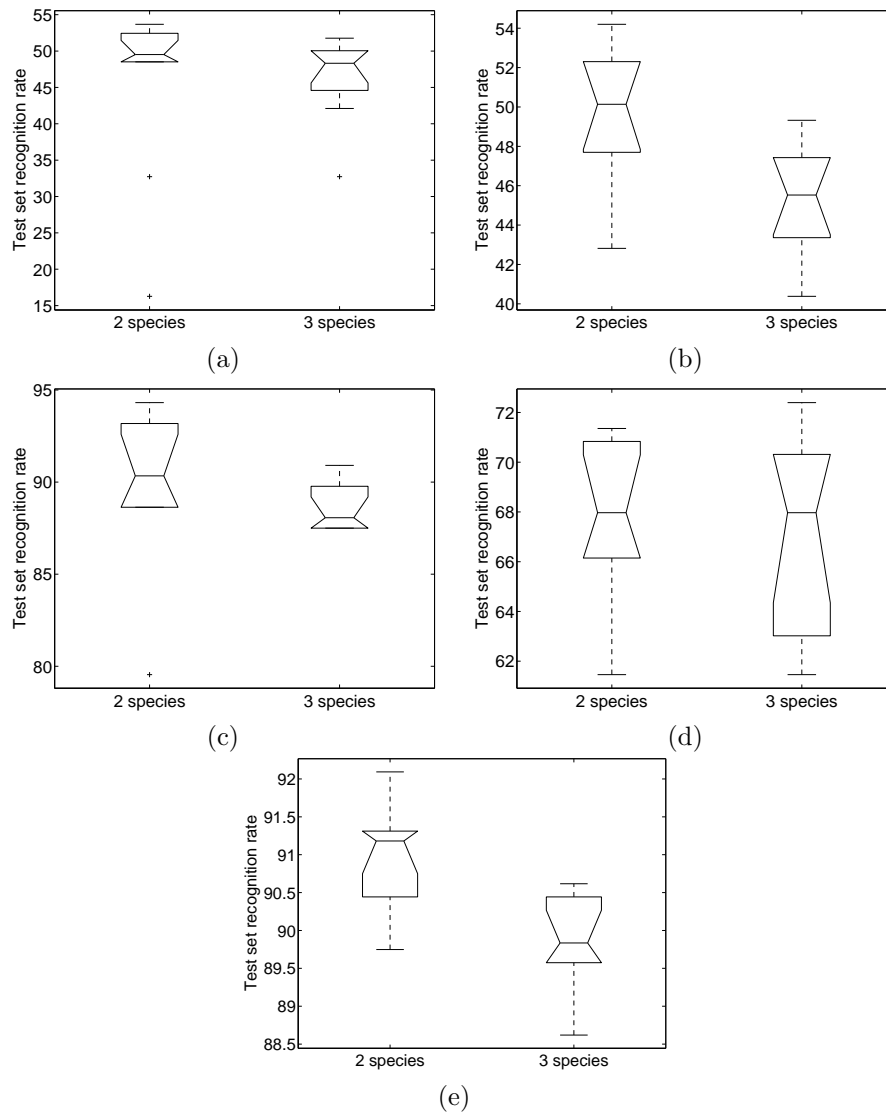 55
50
45
40
35
30
25
20
15
Test set recognition rate
2 species
3 species
(a)
54
52
50
48
46
44
42
40
Test set recognition rate
2 species
3 species
(b)
95
90
85
80
Test set recognition rate
2 species
3 species
(c)
72
70
68
66
64
62
Test set recognition rate
2 species
3 species
(d)
92
91.5
91
90.5
90
89.5
89
88.5
Test set recognition rate
2 species
3 species
(e)